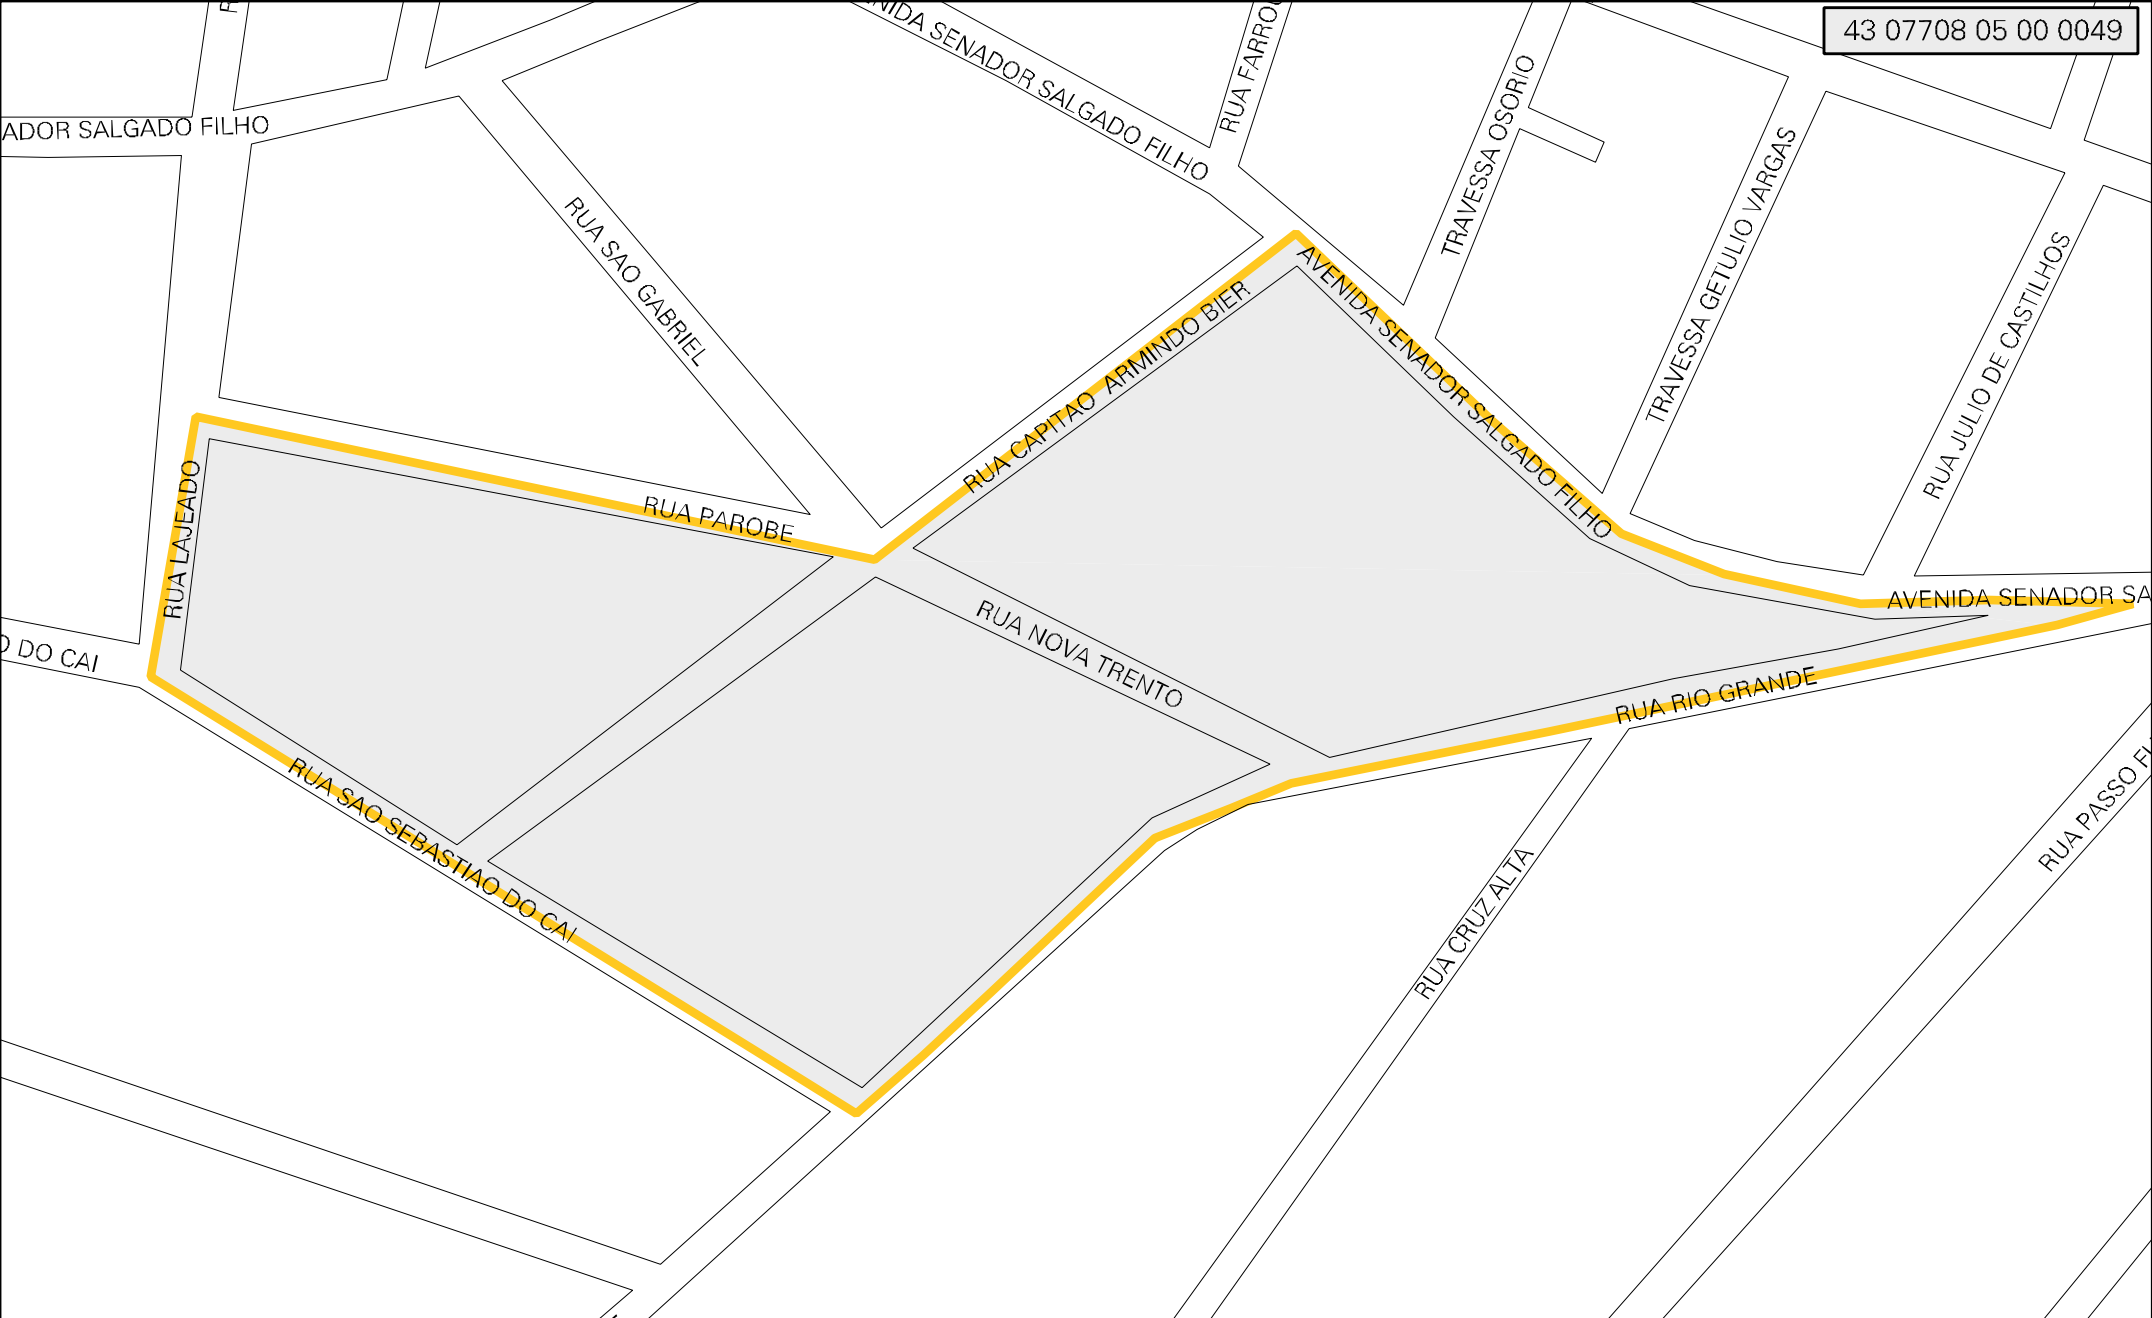 43 07708 05 00 0049
NIDA SENADOR SALGADO FILHO
RUA FARRO
TRAVESSA OSORIO
ADOR SALGADO FILHO
TRAVESSA GETULIO VARGAS
RUA SAO GABRIEL
RUA JULIO DE CASTILHOS
AVENIDA SENADOR SALGADO FILHO
RUA CAPITAO ARMINDO BIER
RUA LAJEADO
RUA PAROBE
AVENIDA SENADOR SA
RUA NOVA TRENTO
O DO CAI
RUA RIO GRANDE
RUA SAO SEBASTIAO DO CAI
RUA PASSO F
RUA CRUZ ALTA